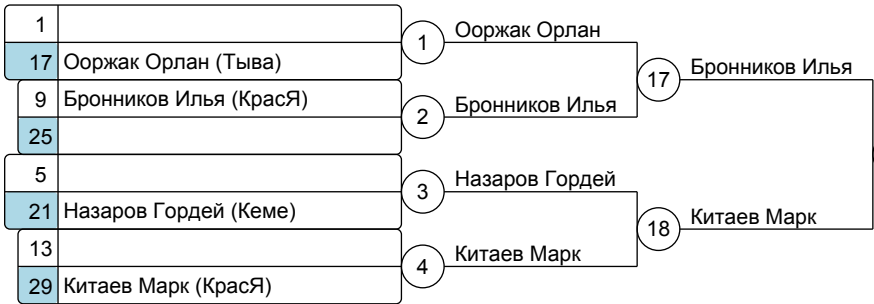 1
17 Ооржак Орлан (Тыва)
9 Бронников Илья (КрасЯ)
25
5
21 Назаров Гордей (Кеме)
13
29 Китаев Марк (КрасЯ)
1 Ооржак Орлан
2 Бронников Илья
3 Назаров Гордей
4 Китаев Марк
17 Бронников Илья
18 Китаев Марк